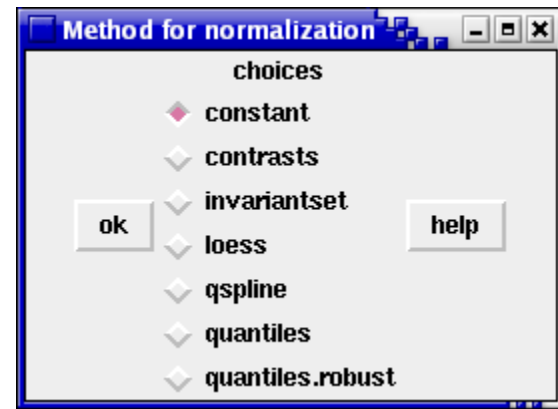 Method for normalization
choices
constant
contrasts
invariantset
ok
help
loess
qspline
quantiles
quantiles.robust